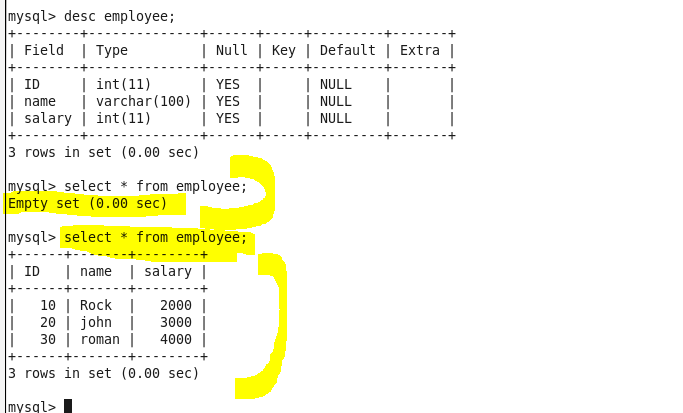 mysql> desc employee;
+--------+--------------+------+-----+---------+-------+
| Field  | Type         | Null | Key | Default | Extra |
+--------+--------------+------+-----+---------+-------+
| ID     | int(11)      | YES  |     | NULL    |       |
| name   | varchar(100) | YES  |     | NULL    |       |
| salary | int(11)      | YES  |     | NULL    |       |
+--------+--------------+------+-----+---------+-------+
3 rows in set (0.00 sec)
mysql> select * from employee;
Empty set (0.00 sec)
mysql> select * from employee;
+------+-------+--------+
| ID   | name  | salary |
+------+-------+--------+
|   10 | Rock  |   2000 |
|   20 | john  |   3000 |
|   30 | roman |   4000 |
+------+-------+--------+
3 rows in set (0.00 sec)
mysql>